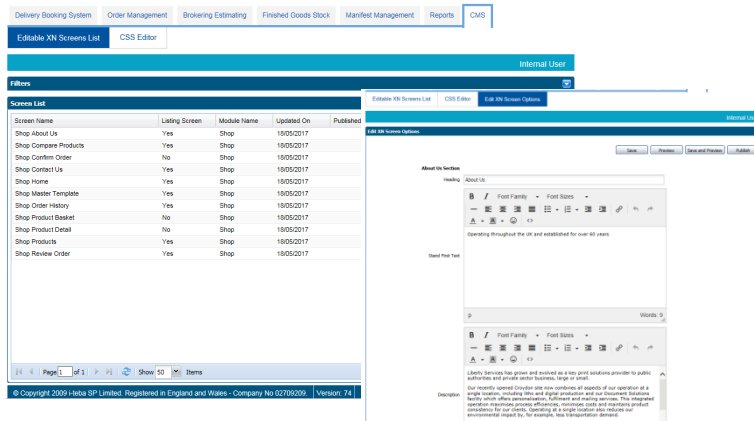 Delivery Booking System Order Management Brokering Estimating Finished Goods Stock Manifest Management Reports CMS
Editable XN Screens List CSS Editor
Internal User
Filters
Screen List
Screen Name Listing Screen Module Name Updated On Published
Shop About Us Yes Shop 18/05/2017
Shop Compare Products Yes Shop 18/05/2017
Shop Confirm Order No Shop 18/05/2017
Shop Contact Us Yes Shop 18/05/2017
Shop Home Yes Shop 18/05/2017
Shop Master Template Yes Shop 18/05/2017
Shop Order History Yes Shop 18/05/2017
Shop Product Basket No Shop 18/05/2017
Shop Product Detail No Shop 18/05/2017
Shop Products Yes Shop 18/05/2017
Shop Review Order Yes Shop 18/05/2017
Page 1 of 1 Show 50 Items
© Copyright 2009 i-teba SP Limited. Registered in England and Wales - Company No 02709209. Version: 74
Editable XN Screens List CSS Editor Edit XN Screen Options
Internal Us
Edit XN Screen Options
Save Preview Save and Preview Publish
About Us Section
Heading About Us
B I Font Family Font Sizes
A A
Stand First Text
Operating throughout the UK and established for over 60 years
p Words: 9
B I Font Family Font Sizes
A A
Description
Liberty Services has grown and evolved as a key print solutions provider to public
authorities and private sector business, large or small.
Our recently opened Croydon site now combines all aspects of our operation at a
single location, including litho and digital production and our Document Solutions
facility which offers personalisation, fulfilment and mailing services. This integrated
operation maximises process efficiencies, minimises costs and maintains product
consistency for our clients. Operating at a single location also reduces our
environmental impact by, for example, less transportation demand.